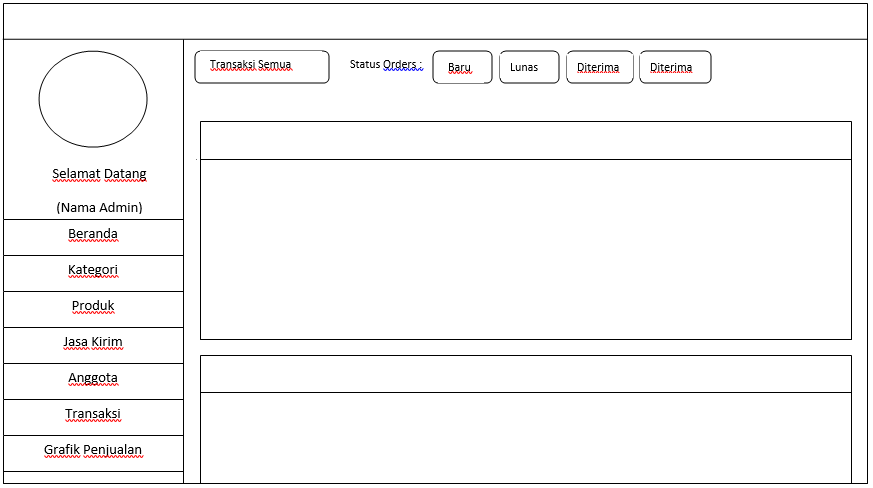 Transaksi Semua
Status Orders :
Baru
Lunas
Diterima
Diterima
Selamat Datang
(Nama Admin)
Beranda
Kategori
Produk
Jasa Kirim
Anggota
Transaksi
Grafik Penjualan